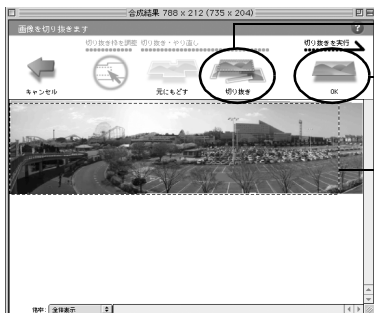 合成結果 788 x 212 (735 x 204)
画像を切り抜きます
?
切り抜き枠を調整 切り抜き・やり直し 切り抜きを実行
キャンセル 元にもどす 切り抜き OK
全体表示